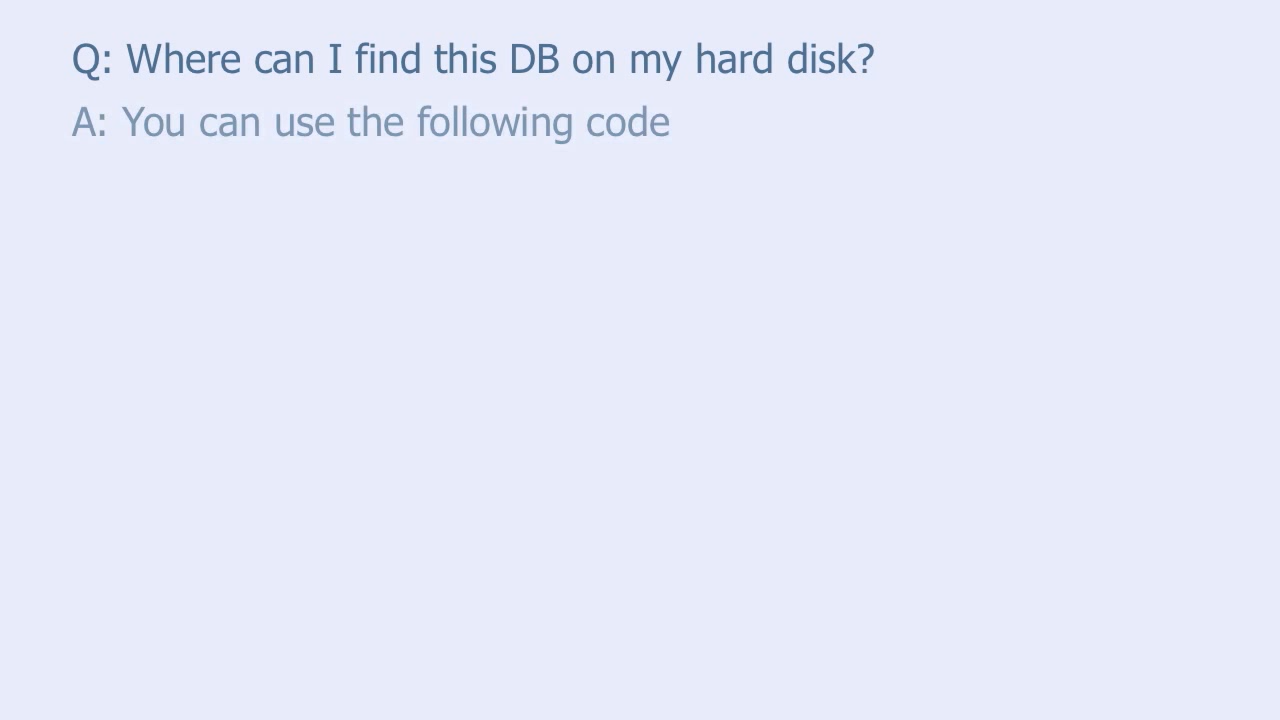 Q: Where can I find this DB on my hard disk?
A: You can use the following code